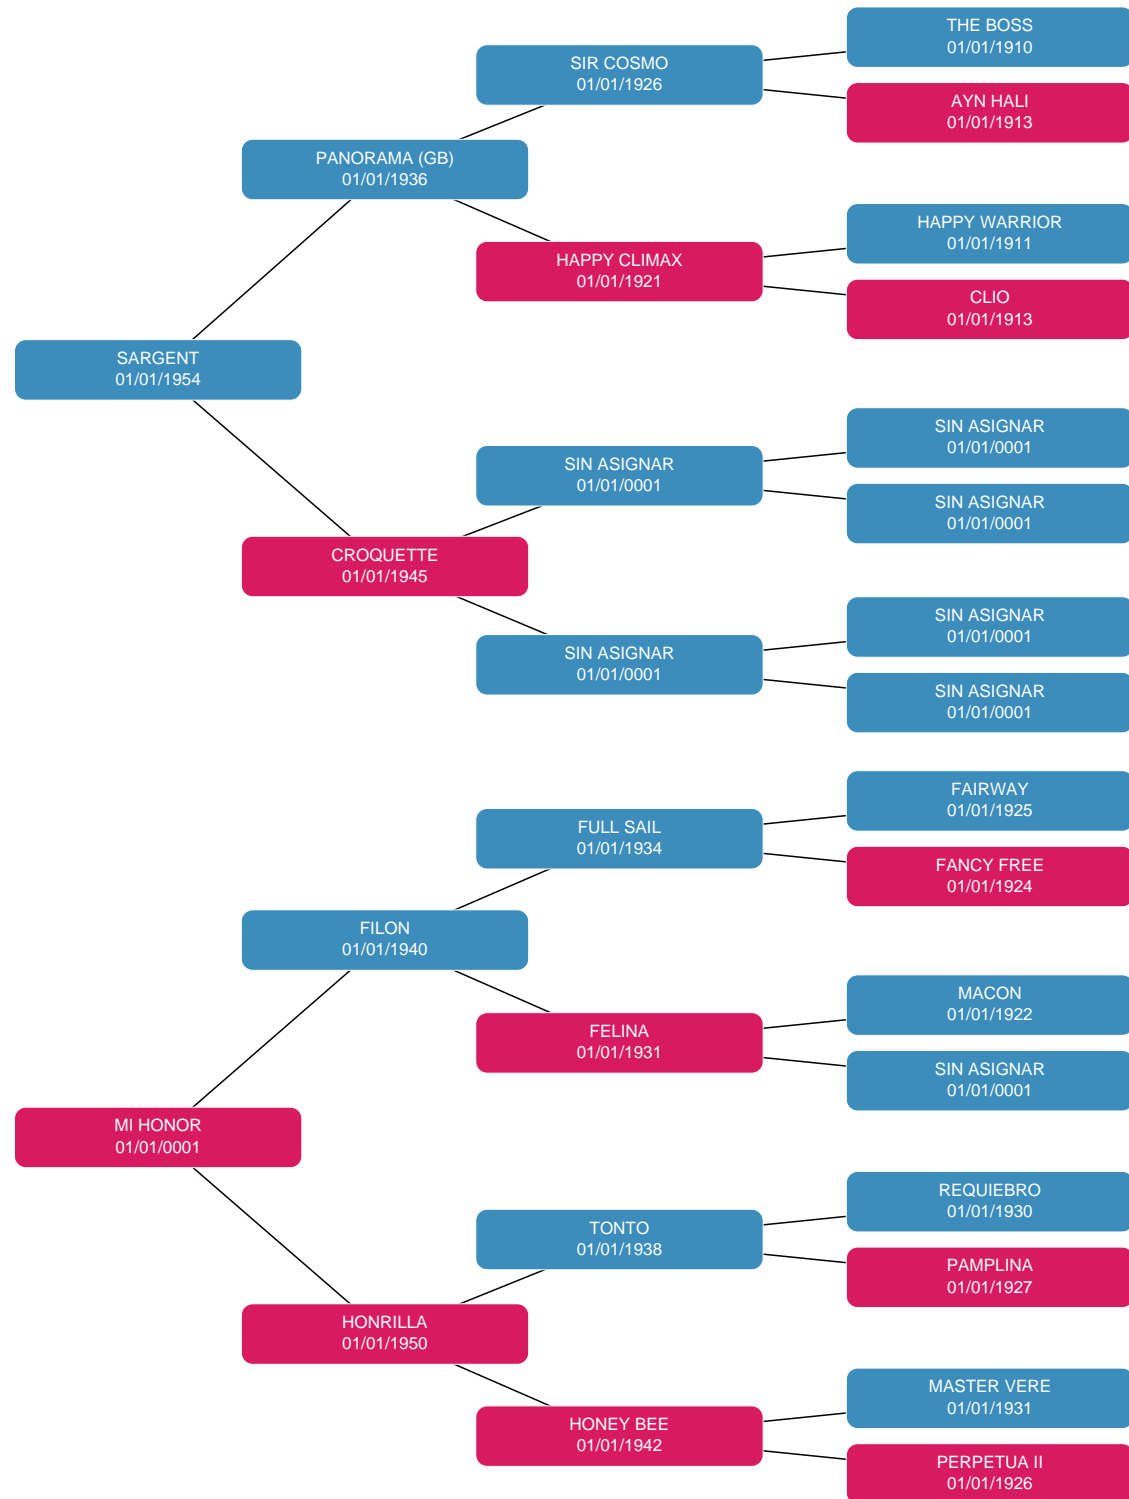 THE BOSS
01/01/1910
SIR COSMO
01/01/1926
AYN HALI
01/01/1913
PANORAMA (GB)
01/01/1936
HAPPY WARRIOR
01/01/1911
HAPPY CLIMAX
01/01/1921
CLIO
01/01/1913
SARGENT
01/01/1954
SIN ASIGNAR
01/01/0001
SIN ASIGNAR
01/01/0001
SIN ASIGNAR
01/01/0001
CROQUETTE
01/01/1945
SIN ASIGNAR
01/01/0001
SIN ASIGNAR
01/01/0001
SIN ASIGNAR
01/01/0001
FAIRWAY
01/01/1925
FULL SAIL
01/01/1934
FANCY FREE
01/01/1924
FILON
01/01/1940
MACON
01/01/1922
FELINA
01/01/1931
SIN ASIGNAR
01/01/0001
MI HONOR
01/01/0001
REQUIEBRO
01/01/1930
TONTO
01/01/1938
PAMPLINA
01/01/1927
HONRILLA
01/01/1950
MASTER VERE
01/01/1931
HONEY BEE
01/01/1942
PERPETUA II
01/01/1926